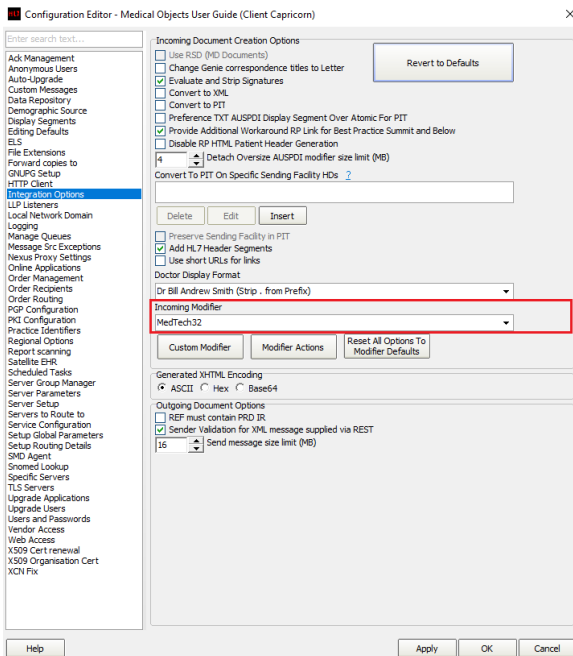 Configuration Editor - Medical Objects User Guide (Client Capricorn)
Enter search text...
Ack Management
Anonymous Users
Auto-Upgrade
Custom Messages
Data Repository
Demographic Source
Display Segments
Editing Defaults
ELS
File Extensions
Forward copies to
GNUPG Setup
HTTP Client
Integration Options
LLP Listeners
Local Network Domain
Logging
Manage Queues
Message Src Exceptions
Nexus Proxy Settings
Online Applications
Order Management
Order Recipients
Order Routing
PGP Configuration
PKI Configuration
Practice Identifiers
Regional Options
Report scanning
Satellite EHR
Scheduled Tasks
Server Group Manager
Server Parameters
Server Setup
Servers to Route to
Service Configuration
Setup Global Parameters
Setup Routing Details
SMD Agent
Snomed Lookup
Specific Servers
TLS Servers
Upgrade Applications
Upgrade Users
Users and Passwords
Vendor Access
Web Access
X509 Cert renewal
X509 Organisation Cert
XCN Fix
Incoming Document Creation Options
Use RSD (MD Documents)
Change Genie correspondence titles to Letter
Evaluate and Strip Signatures
Convert to XML
Convert to PIT
Preference TXT AUSPDI Display Segment Over Atomic For PIT
Provide Additional Workaround RP Link for Best Practice Summit and Below
Disable RP HTML Patient Header Generation
4 Detach Oversize AUSPDI modifier size limit (MB)
Convert To PIT On Specific Sending Facility HDs ?
Revert to Defaults
Delete Edit Insert
Preserve Sending Facility in PIT
Add HL7 Header Segments
Use short URLs for links
Doctor Display Format
Dr Bill Andrew Smith (Strip . from Prefix)
Incoming Modifier
MedTech32
Custom Modifier Modifier Actions Reset All Options To
Modifier Defaults
Generated XHTML Encoding
ASCII Hex Base64
Outgoing Document Options
REF must contain PRD IR
Sender Validation for XML message supplied via REST
16 Send message size limit (MB)
Help Apply OK Cancel